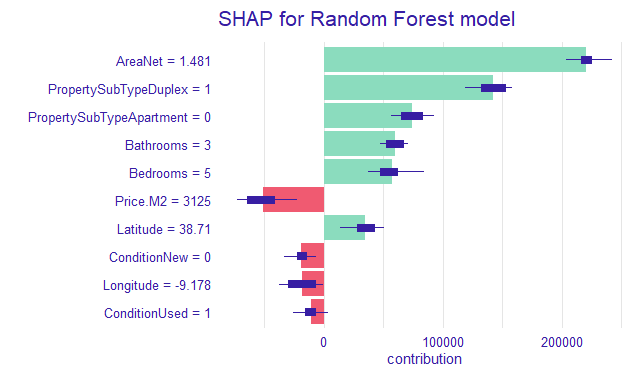 SHAP for Random Forest model
AreaNet = 1.481
PropertySubTypeDuplex = 1
PropertySubTypeApartment = 0
Bathrooms = 3
Bedrooms = 5
Price.M2 = 3125
Latitude = 38.71
ConditionNew = 0
Longitude = -9.178
ConditionUsed = 1
0 100000 200000
contribution